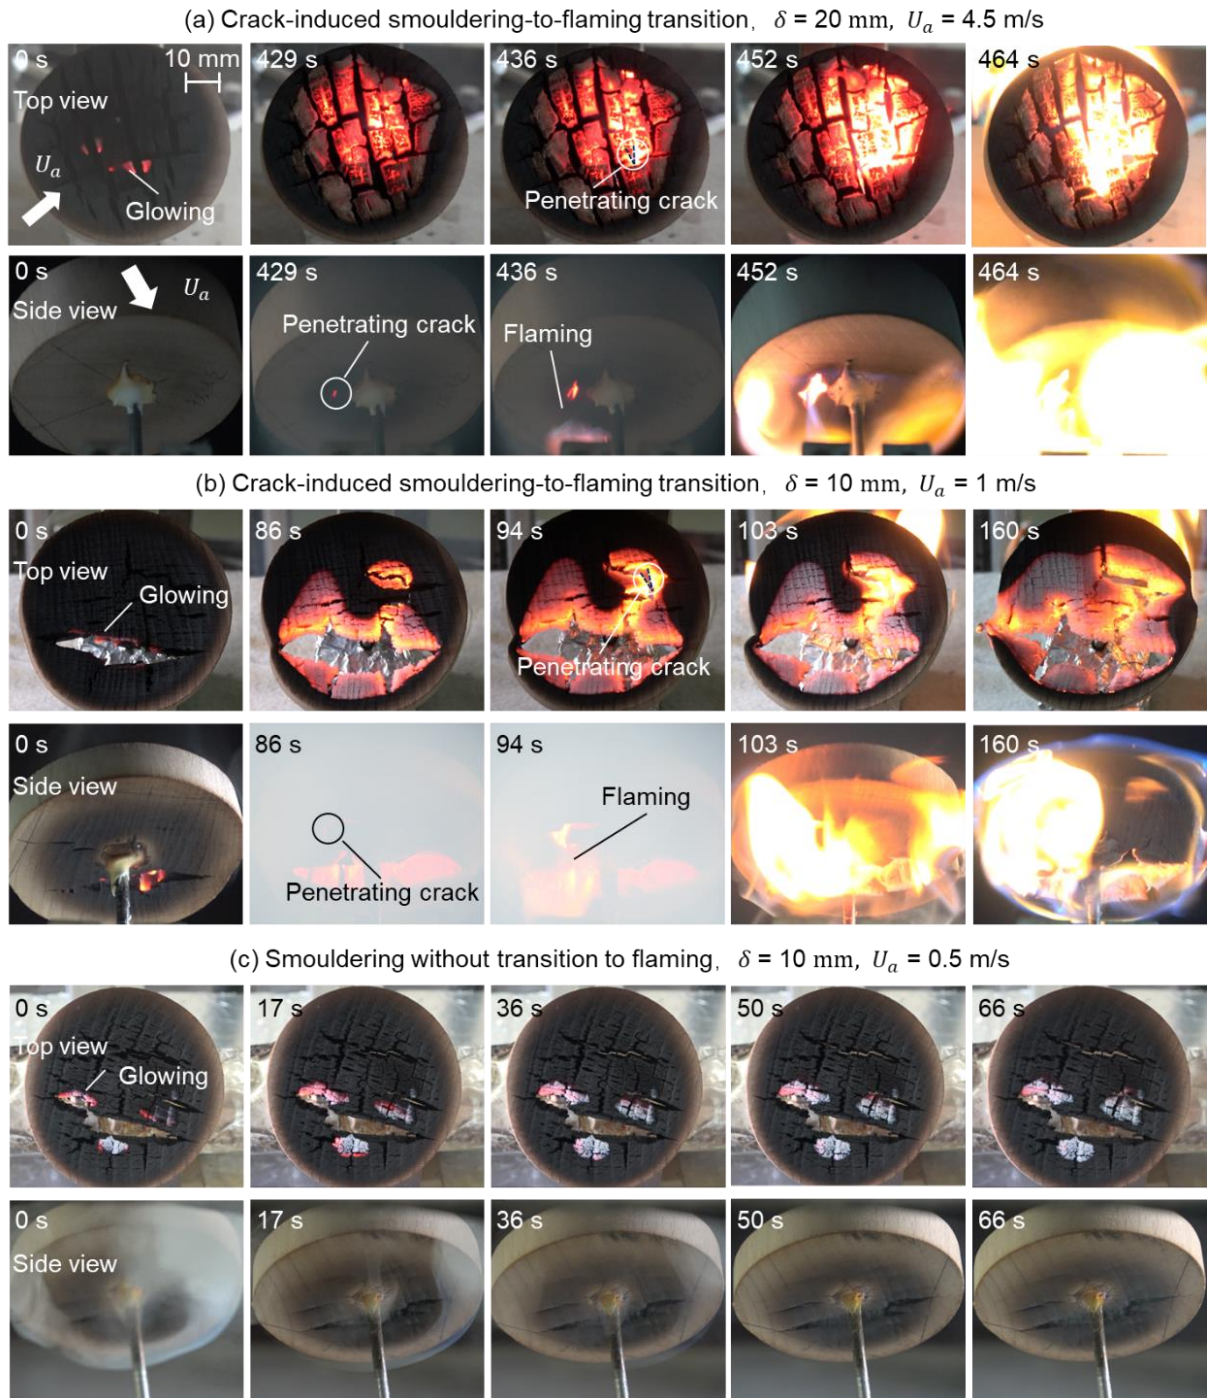 (a) Crack-induced smouldering-to-flaming transition, δ = 20 mm, Uₐ = 4.5 m/s
0 s
10 mm
429 s
436 s
452 s
464 s
Top view
Uₐ
Glowing
Penetrating crack
0 s
Uₐ
429 s
436 s
452 s
464 s
Side view
Penetrating crack
Flaming
(b) Crack-induced smouldering-to-flaming transition, δ = 10 mm, Uₐ = 1 m/s
0 s
86 s
94 s
103 s
160 s
Top view
Glowing
Penetrating crack
0 s
86 s
94 s
103 s
160 s
Side view
Flaming
Penetrating crack
(c) Smouldering without transition to flaming, δ = 10 mm, Uₐ = 0.5 m/s
0 s
17 s
36 s
50 s
66 s
Top view
Glowing
0 s
17 s
36 s
50 s
66 s
Side view